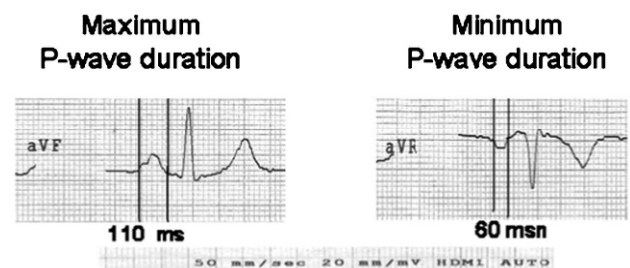 Maximum
P-wave duration
Minimum
P-wave duration
aVF
aVR
110 ms
60 msn
50 mm/sec 20 mm/mV HDMI AUTO